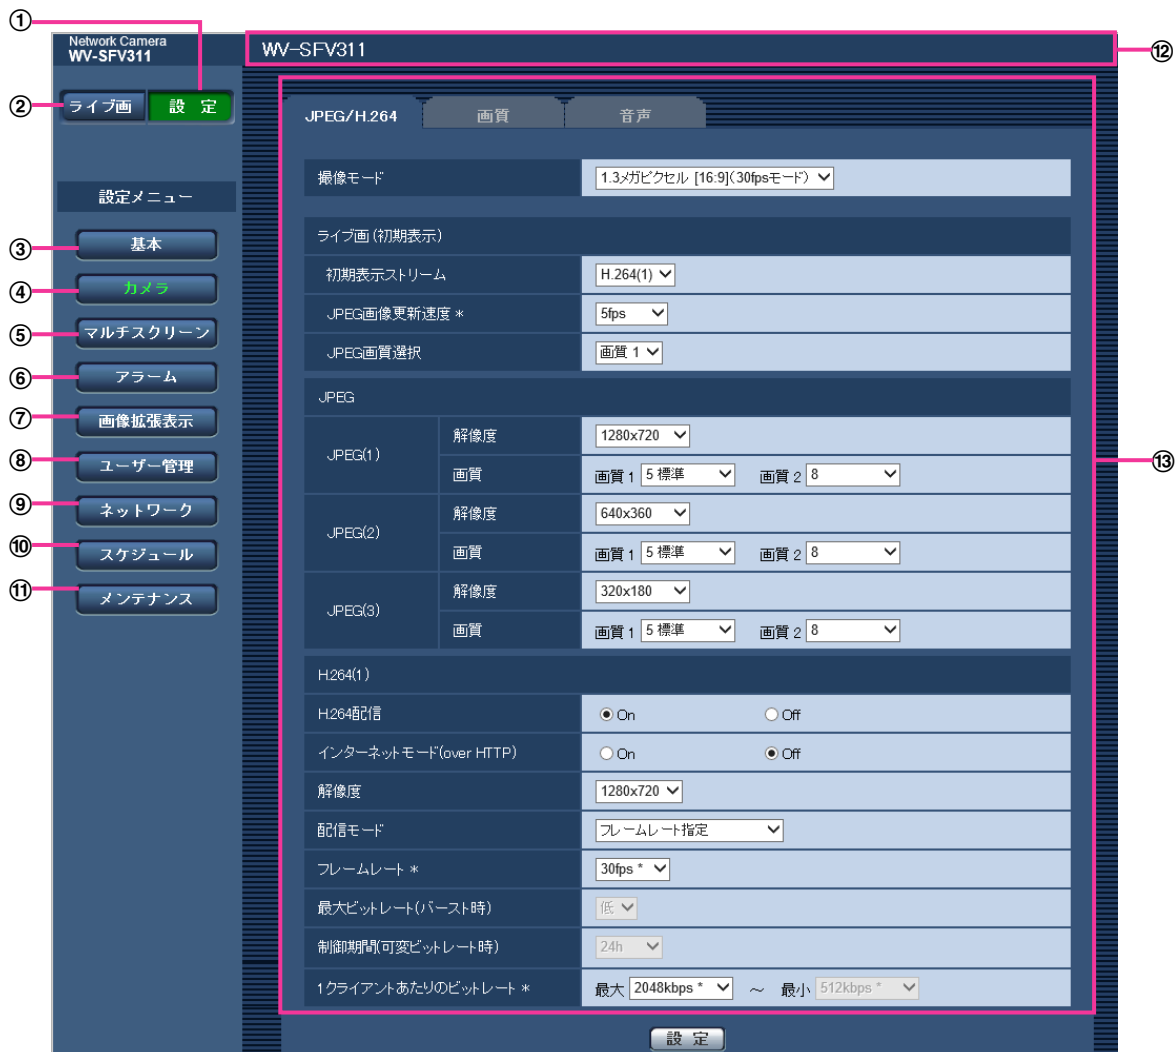 ①
Network Camera
WV-SFV311
WV-SFV311
⑫
②
ライブ画 設 定
JPEG/H.264 画質 音声
撮像モード 1.3メガピクセル [16:9](30fpsモード)
設定メニュー
ライブ画(初期表示)
③ 基本
初期表示ストリーム H.264(1)
④ カメラ
JPEG画像更新速度 * 5fps
⑤ マルチスクリーン
JPEG画質選択 画質 1
⑥ アラーム
JPEG
⑦ 画像拡張表示
JPEG(1) 解像度 1280x720
画質 画質 1 5 標準 画質 2 8
⑧ ユーザー管理
⑬
⑨ ネットワーク
JPEG(2) 解像度 640x360
画質 画質 1 5 標準 画質 2 8
⑩ スケジュール
⑪ メンテナンス
JPEG(3) 解像度 320x180
画質 画質 1 5 標準 画質 2 8
H.264(1)
H.264配信 On Off
インターネットモード(over HTTP) On Off
解像度 1280x720
配信モード フレームレート指定
フレームレート * 30fps *
最大ビットレート(バースト時) 低
制御期間(可変ビットレート時) 24h
1クライアントあたりのビットレート * 最大 2048kbps * ～ 最小 512kbps *
設 定